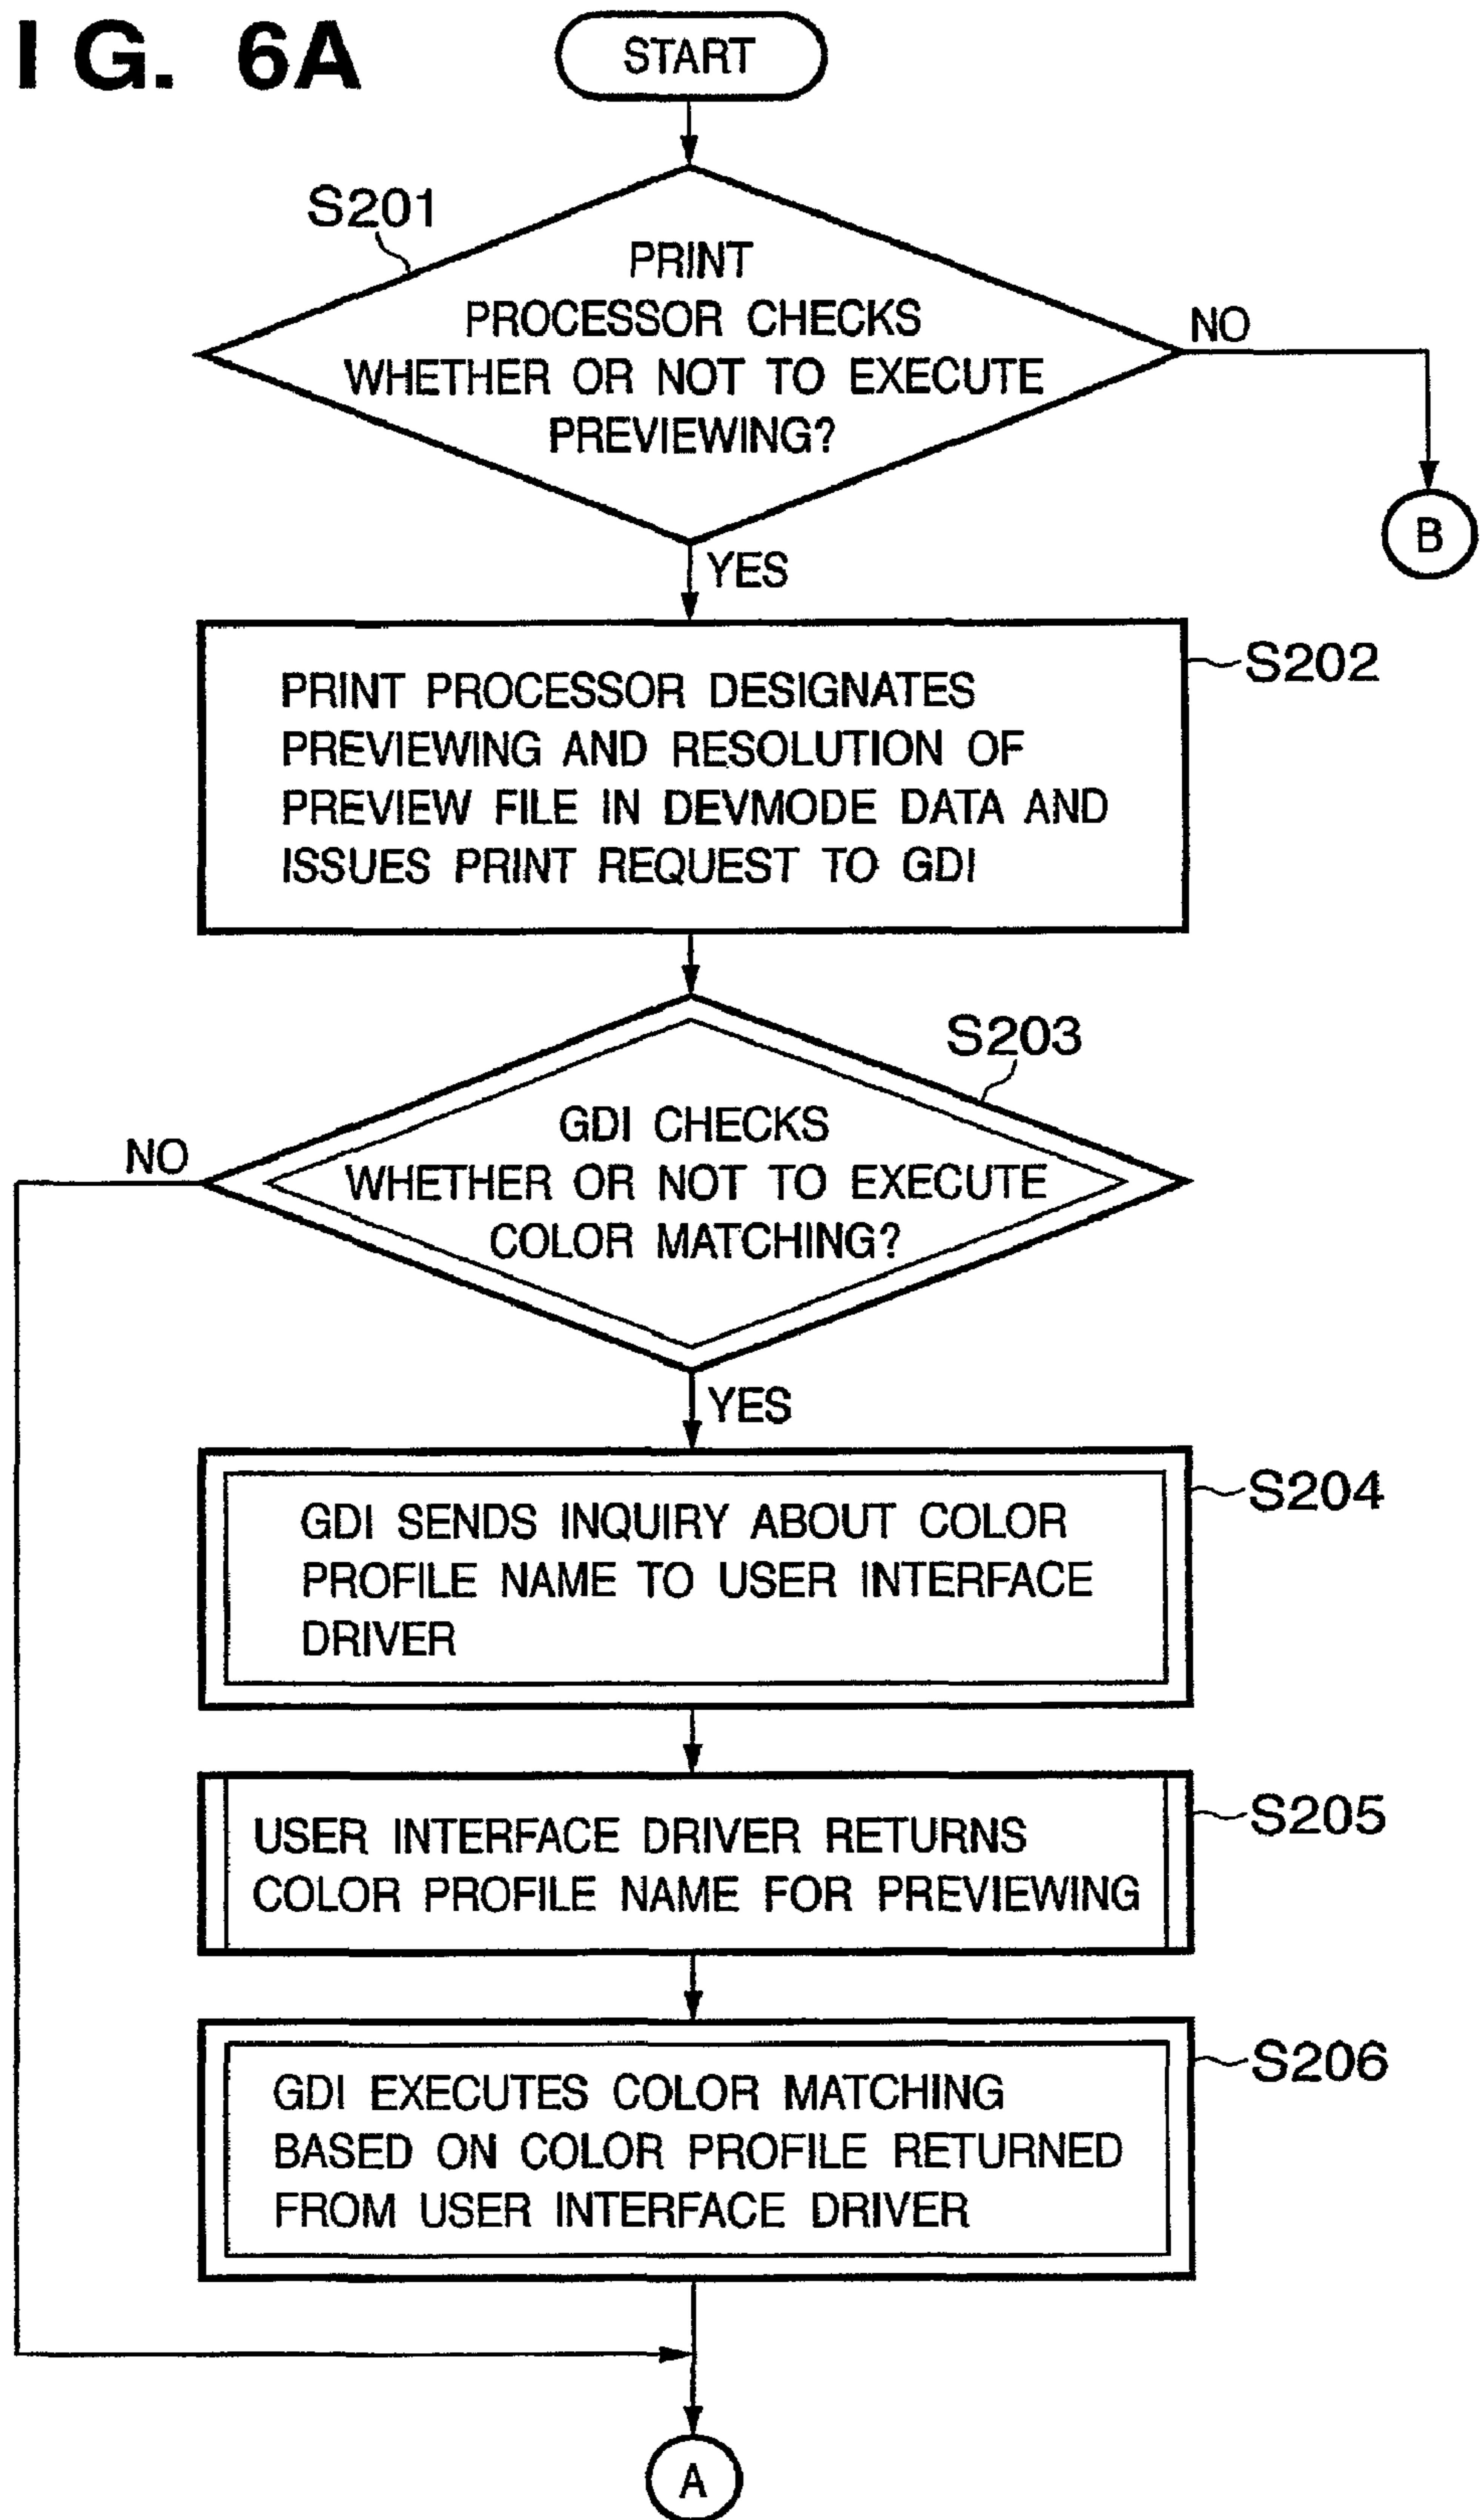 I G. 6A
START
S201
PRINT
PROCESSOR CHECKS
WHETHER OR NOT TO EXECUTE
PREVIEWING?
NO
B
YES
S202
PRINT PROCESSOR DESIGNATES
PREVIEWING AND RESOLUTION OF
PREVIEW FILE IN DEVMODE DATA AND
ISSUES PRINT REQUEST TO GDI
S203
GDI CHECKS
WHETHER OR NOT TO EXECUTE
COLOR MATCHING?
NO
YES
S204
GDI SENDS INQUIRY ABOUT COLOR
PROFILE NAME TO USER INTERFACE
DRIVER
S205
USER INTERFACE DRIVER RETURNS
COLOR PROFILE NAME FOR PREVIEWING
S206
GDI EXECUTES COLOR MATCHING
BASED ON COLOR PROFILE RETURNED
FROM USER INTERFACE DRIVER
A